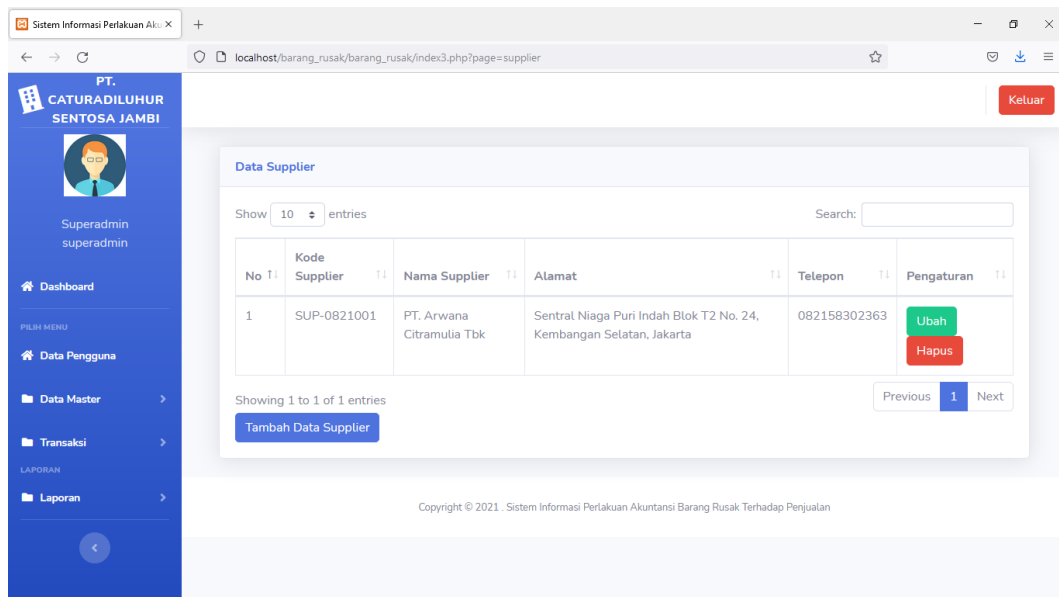 Sistem Informasi Perlakuan Aku
localhost/barang_rusak/barang_rusak/index3.php?page=supplier
PT.
CATURADILUHUR
SENTOSA JAMBI
Keluar
Superadmin
superadmin
Dashboard
PILIH MENU
Data Pengguna
Data Master
Transaksi
LAPORAN
Laporan
Data Supplier
Show 10 entries
Search:
No Kode Supplier Nama Supplier Alamat Telepon Pengaturan
1 SUP-0821001 PT. Arwana Sentral Niaga Puri Indah Blok T2 No. 24, 082158302363 Ubah
Citramulia Tbk Kembangan Selatan, Jakarta Hapus
Showing 1 to 1 of 1 entries
Previous 1 Next
Tambah Data Supplier
Copyright © 2021 . Sistem Informasi Perlakuan Akuntansi Barang Rusak Terhadap Penjualan